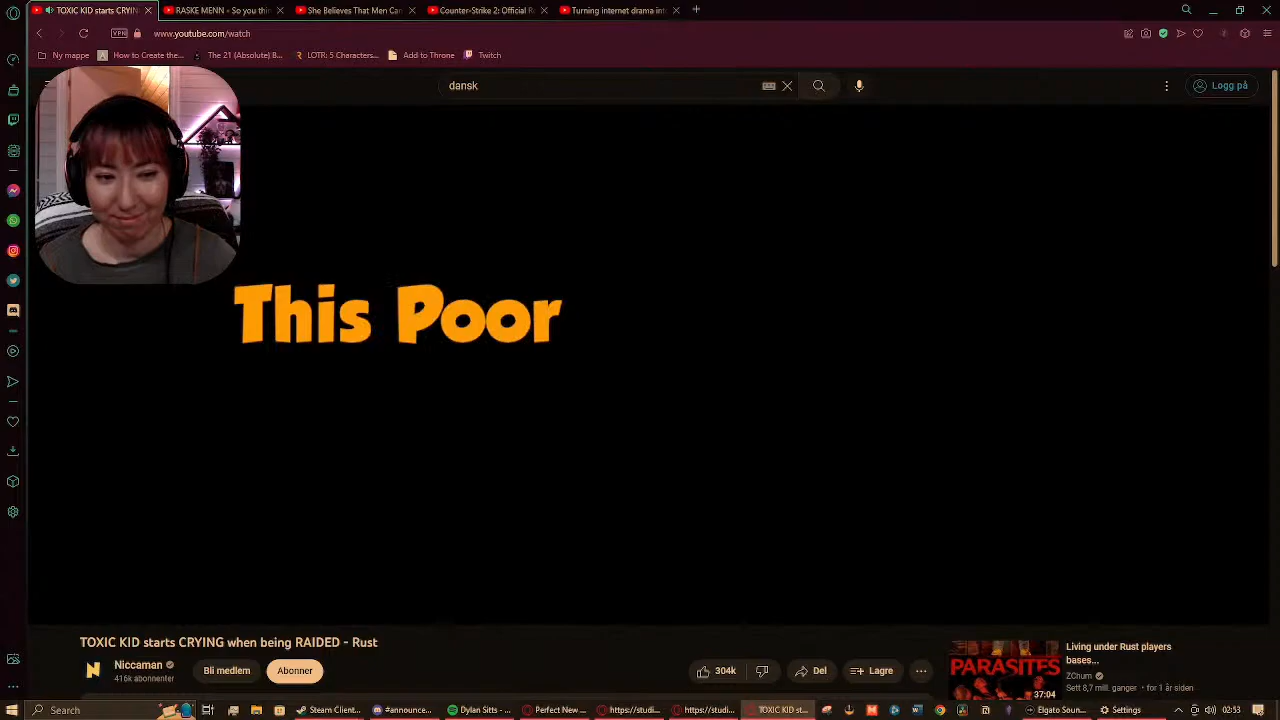 TOXIC KID starts CRYIN
RASKE MENN - So you thin
She Believes That Men Can
Counter-Strike 2: Official R
Turning internet drama int
VPN
www.youtube.com/watch
Ny mappe
How to Create the...
The 21 (Absolute) B...
LOTR: 5 Characters...
Add to Throne
Twitch
dansk
Logg på
This Poor
TOXIC KID starts CRYING when being RAIDED - Rust
Niccaman
416k abonnenter
Bli medlem
Abonner
304k
Del
Lagre
PARASITES
37:04
Living under Rust players
bases...
ZChum
Sett 8,7 mill. ganger · for 1 år siden
Search
Steam Clien...
#announce...
Dylan Sitts - ...
Perfect New ...
https://studi...
https://studi...
TOXIC KID st...
Elgato Soun...
Settings
02:53